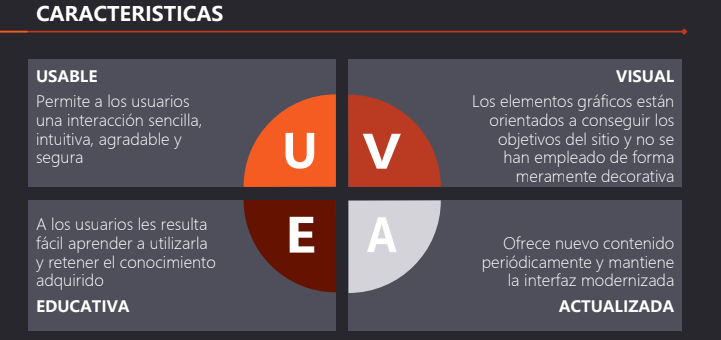 CARACTERISTICAS
USABLE
Permite a los usuarios
una interacción sencilla,
intuitiva, agradable y
segura
U
VISUAL
Los elementos gráficos están
orientados a conseguir los
objetivos del sitio y no se
han empleado de forma
meramente decorativa
V
A los usuarios les resulta
fácil aprender a utilizarla
y retener el conocimiento
adquirido
EDUCATIVA
E
A
Ofrece nuevo contenido
periódicamente y mantiene
la interfaz modernizada
ACTUALIZADA